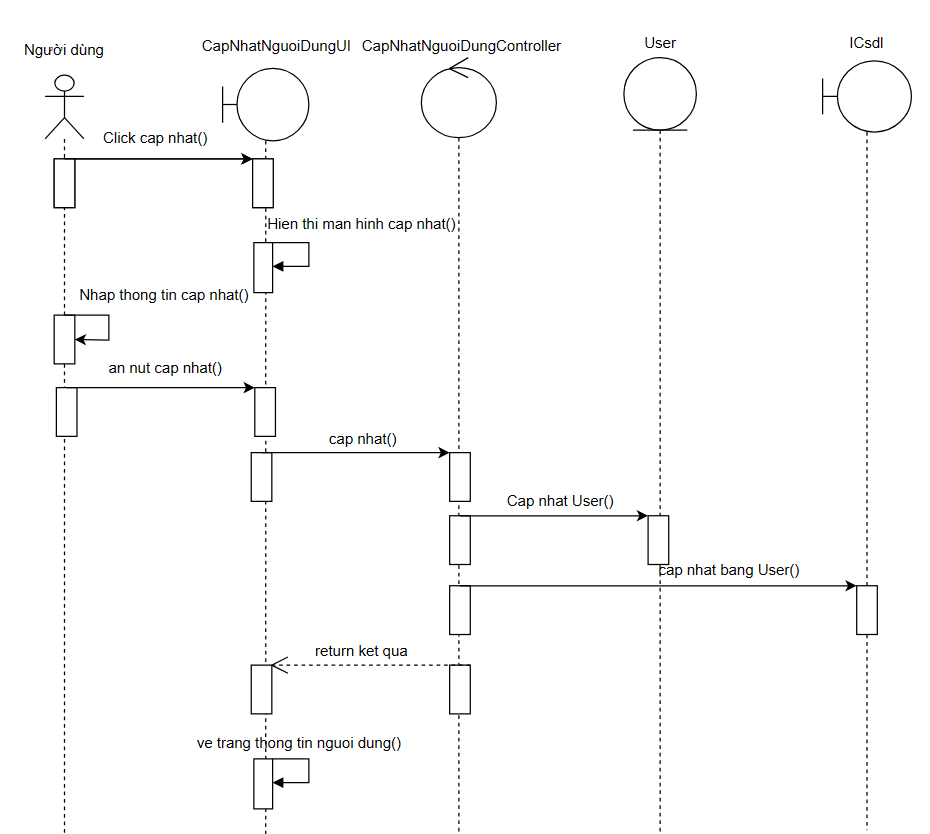 Người dùng
CapNhatNguoiDungUI
CapNhatNguoiDungController
User
ICsdl
Click cap nhat()
Hien thi man hinh cap nhat()
Nhap thong tin cap nhat()
an nut cap nhat()
cap nhat()
Cap nhat User()
cap nhat bang User()
return ket qua
ve trang thong tin nguoi dung()